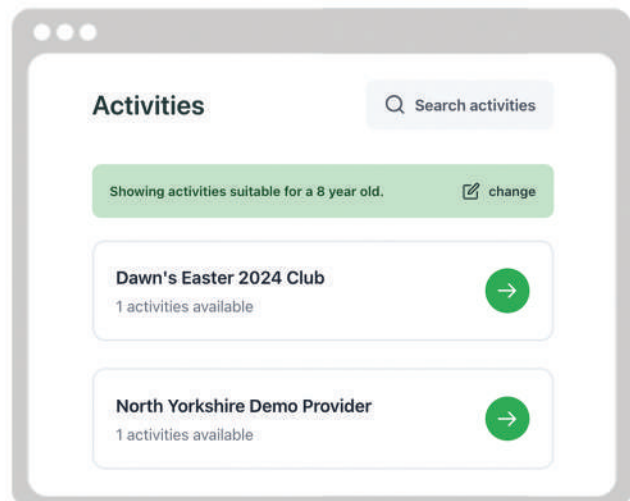 Activities
Search activities
Showing activities suitable for a 8 year old.
change
Dawn's Easter 2024 Club
1 activities available
North Yorkshire Demo Provider
1 activities available